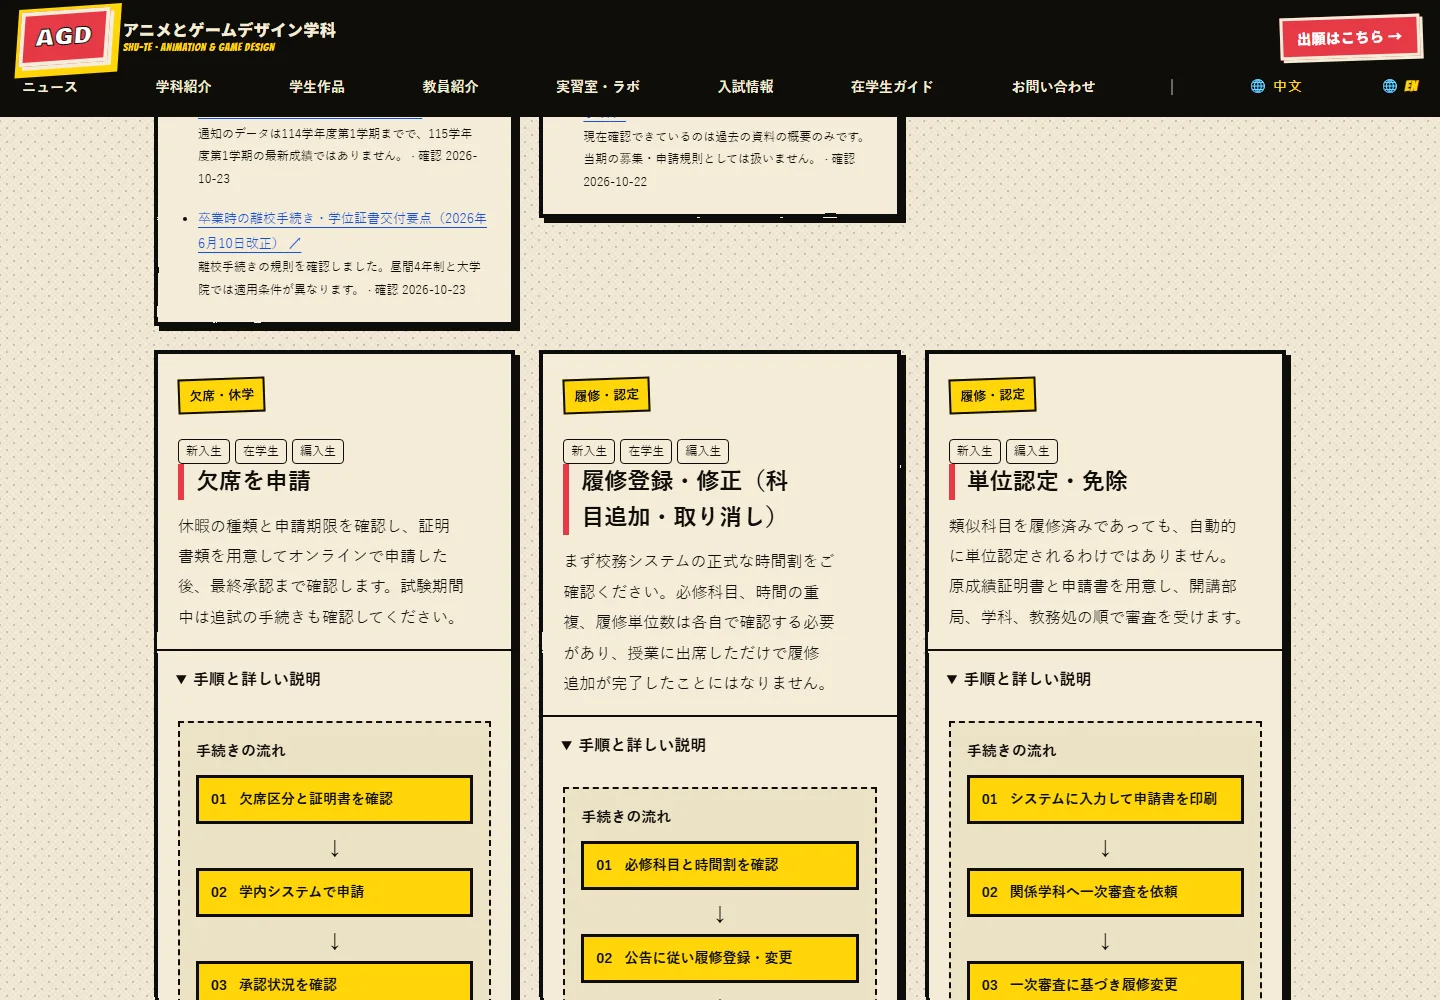 AGD
アニメとゲームデザイン学科
SHU-TE · ANIMATION & GAME DESIGN
出願はこちら →
ニュース
学科紹介
学生作品
教員紹介
実習室・ラボ
入試情報
在学生ガイド
お問い合わせ
|
🌐 中文
🌐 EN
通知のデータは114学年度第1学期までで、115学年
度第1学期の最新成績ではありません。 · 確認 2026-
10-23
• 卒業時の離校手続き・学位証書交付要点（2026年
6月10日改正） ↗
離校手続きの規則を確認しました。昼間4年制と大学
院では適用条件が異なります。 · 確認 2026-10-23
現在確認できているのは過去の資料の概要のみです。
当期の募集・申請規則としては扱いません。 · 確認
2026-10-22
欠席・休学
新入生 在学生 編入生
欠席を申請
休暇の種類と申請期限を確認し、証明
書類を用意してオンラインで申請した
後、最終承認まで確認します。試験期間
中は追試の手続きも確認してください。
▼ 手順と詳しい説明
手続きの流れ
01 欠席区分と証明書を確認
↓
02 学内システムで申請
↓
03 承認状況を確認
履修・認定
新入生 在学生 編入生
履修登録・修正（科
目追加・取り消し）
まず校務システムの正式な時間割をご
確認ください。必修科目、時間の重
複、履修単位数は各自で確認する必要
があり、授業に出席しただけで履修
追加が完了したことにはなりません。
▼ 手順と詳しい説明
手続きの流れ
01 必修科目と時間割を確認
↓
02 公告に従い履修登録・変更
履修・認定
新入生 編入生
単位認定・免除
類似科目を履修済みであっても、自動的
に単位認定されるわけではありません。
原成績証明書と申請書を用意し、開講部
局、学科、教務処の順で審査を受けます。
▼ 手順と詳しい説明
手続きの流れ
01 システムに入力して申請書を印刷
↓
02 関係学科へ一次審査を依頼
↓
03 一次審査に基づき履修変更